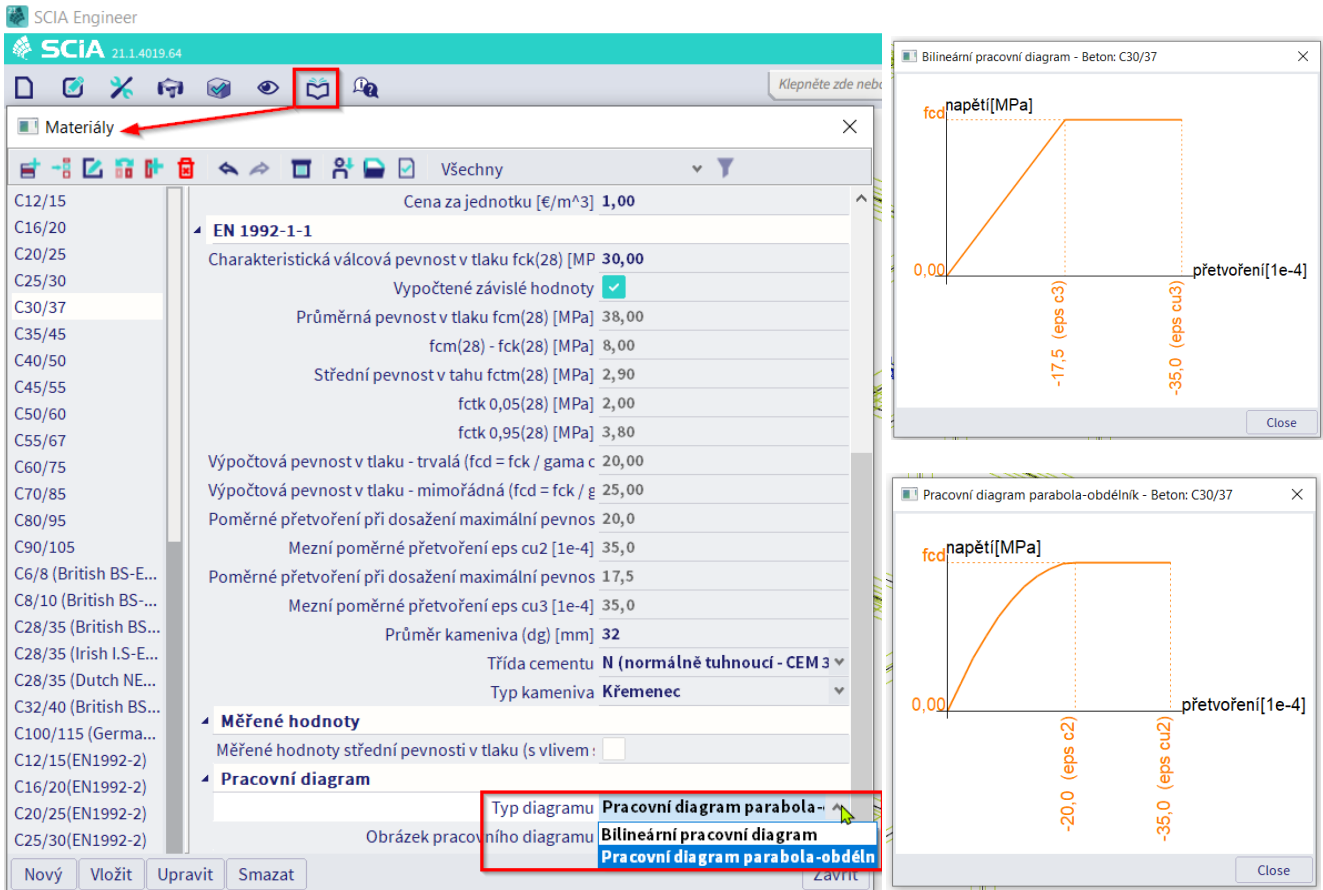 SCIA Engineer
SCiA 21.1.4019.64
Klepněte zde nebo
Materiály
Všechny
C12/15
C16/20
C20/25
C25/30
C30/37
C35/45
C40/50
C45/55
C50/60
C55/67
C60/75
C70/85
C80/95
C90/105
C6/8 (British BS-E...
C8/10 (British BS-...
C28/35 (British BS...
C28/35 (Irish I.S-E...
C28/35 (Dutch NE...
C32/40 (British BS...
C100/115 (Germa...
C12/15(EN1992-2)
C16/20(EN1992-2)
C20/25(EN1992-2)
C25/30(EN1992-2)
Cena za jednotku [€/m^3] 1,00
EN 1992-1-1
Charakteristická válcová pevnost v tlaku fck(28) [MP 30,00
Vypočtené závislé hodnoty
Průměrná pevnost v tlaku fcm(28) [MPa] 38,00
fcm(28) - fck(28) [MPa] 8,00
Střední pevnost v tahu fctm(28) [MPa] 2,90
fctk 0,05(28) [MPa] 2,00
fctk 0,95(28) [MPa] 3,80
Výpočtová pevnost v tlaku - trvalá (fcd = fck / gama c 20,00
Výpočtová pevnost v tlaku - mimořádná (fcd = fck / g 25,00
Poměrné přetvoření při dosažení maximální pevnos 20,0
Mezní poměrné přetvoření eps cu2 [1e-4] 35,0
Poměrné přetvoření při dosažení maximální pevnos 17,5
Mezní poměrné přetvoření eps cu3 [1e-4] 35,0
Průměr kameniva (dg) [mm] 32
Třída cementu N (normálně tuhnoucí - CEM 3
Typ kameniva Křemenec
Měřené hodnoty
Měřené hodnoty střední pevnosti v tlaku (s vlivem s
Pracovní diagram
Typ diagramu Pracovní diagram parabola-
Obrázek pracovního diagramu Bilineární pracovní diagram
Pracovní diagram parabola-obdéln
Nový Vložit Upravit Smazat Zavřít
Bilineární pracovní diagram - Beton: C30/37
fcd napětí[MPa]
0,00
přetvoření[1e-4]
-17,5 (eps c3)
-35,0 (eps cu3)
Close
Pracovní diagram parabola-obdélník - Beton: C30/37
fcd napětí[MPa]
0,00
přetvoření[1e-4]
-20,0 (eps c2)
-35,0 (eps cu2)
Close